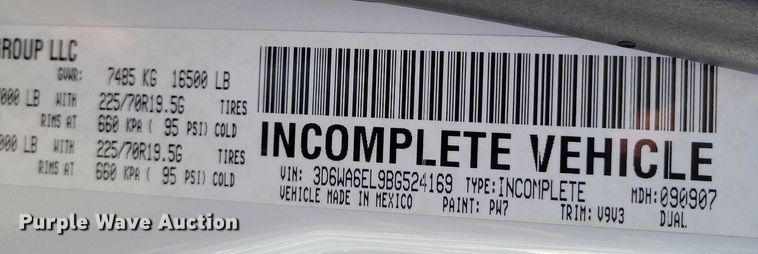 GROUP LLC
GVWR: 7485 KG 16500 LB
000 LB WITH 225/70R19.5G TIRES
RIMS AT 660 KPA ( 95 PSI) COLD
000 LB WITH 225/70R19.5G TIRES
RIMS AT 660 KPA ( 95 PSI) COLD
INCOMPLETE VEHICLE
VIN: 3D6WA6EL9BG524169 TYPE: INCOMPLETE MDH: 090907
VEHICLE MADE IN MEXICO PAINT: PW7 TRIM: V9V3 DUAL
Purple Wave Auction